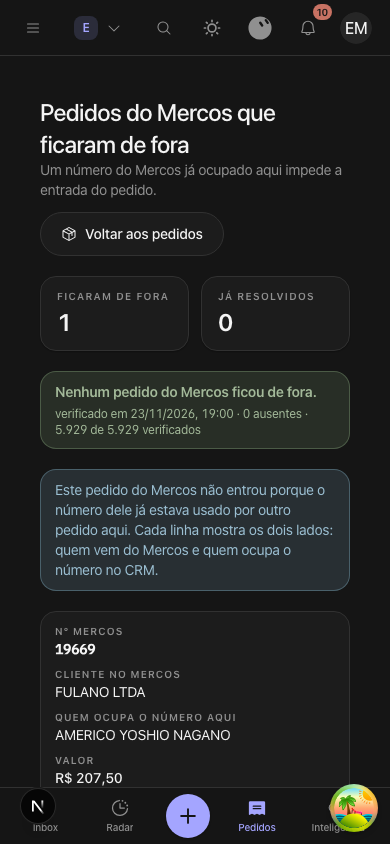 E
10
EM
Pedidos do Mercos que
ficaram de fora
Um número do Mercos já ocupado aqui impede a
entrada do pedido.
Voltar aos pedidos
FICARAM DE FORA
1
JÁ RESOLVIDOS
0
Nenhum pedido do Mercos ficou de fora.
verificado em 23/11/2026, 19:00 · 0 ausentes ·
5.929 de 5.929 verificados
Este pedido do Mercos não entrou porque o
número dele já estava usado por outro
pedido aqui. Cada linha mostra os dois lados:
quem vem do Mercos e quem ocupa o
número no CRM.
Nº MERCOS
19669
CLIENTE NO MERCOS
FULANO LTDA
QUEM OCUPA O NÚMERO AQUI
AMERICO YOSHIO NAGANO
VALOR
R$ 207,50
N
Inbox
Radar
Pedidos